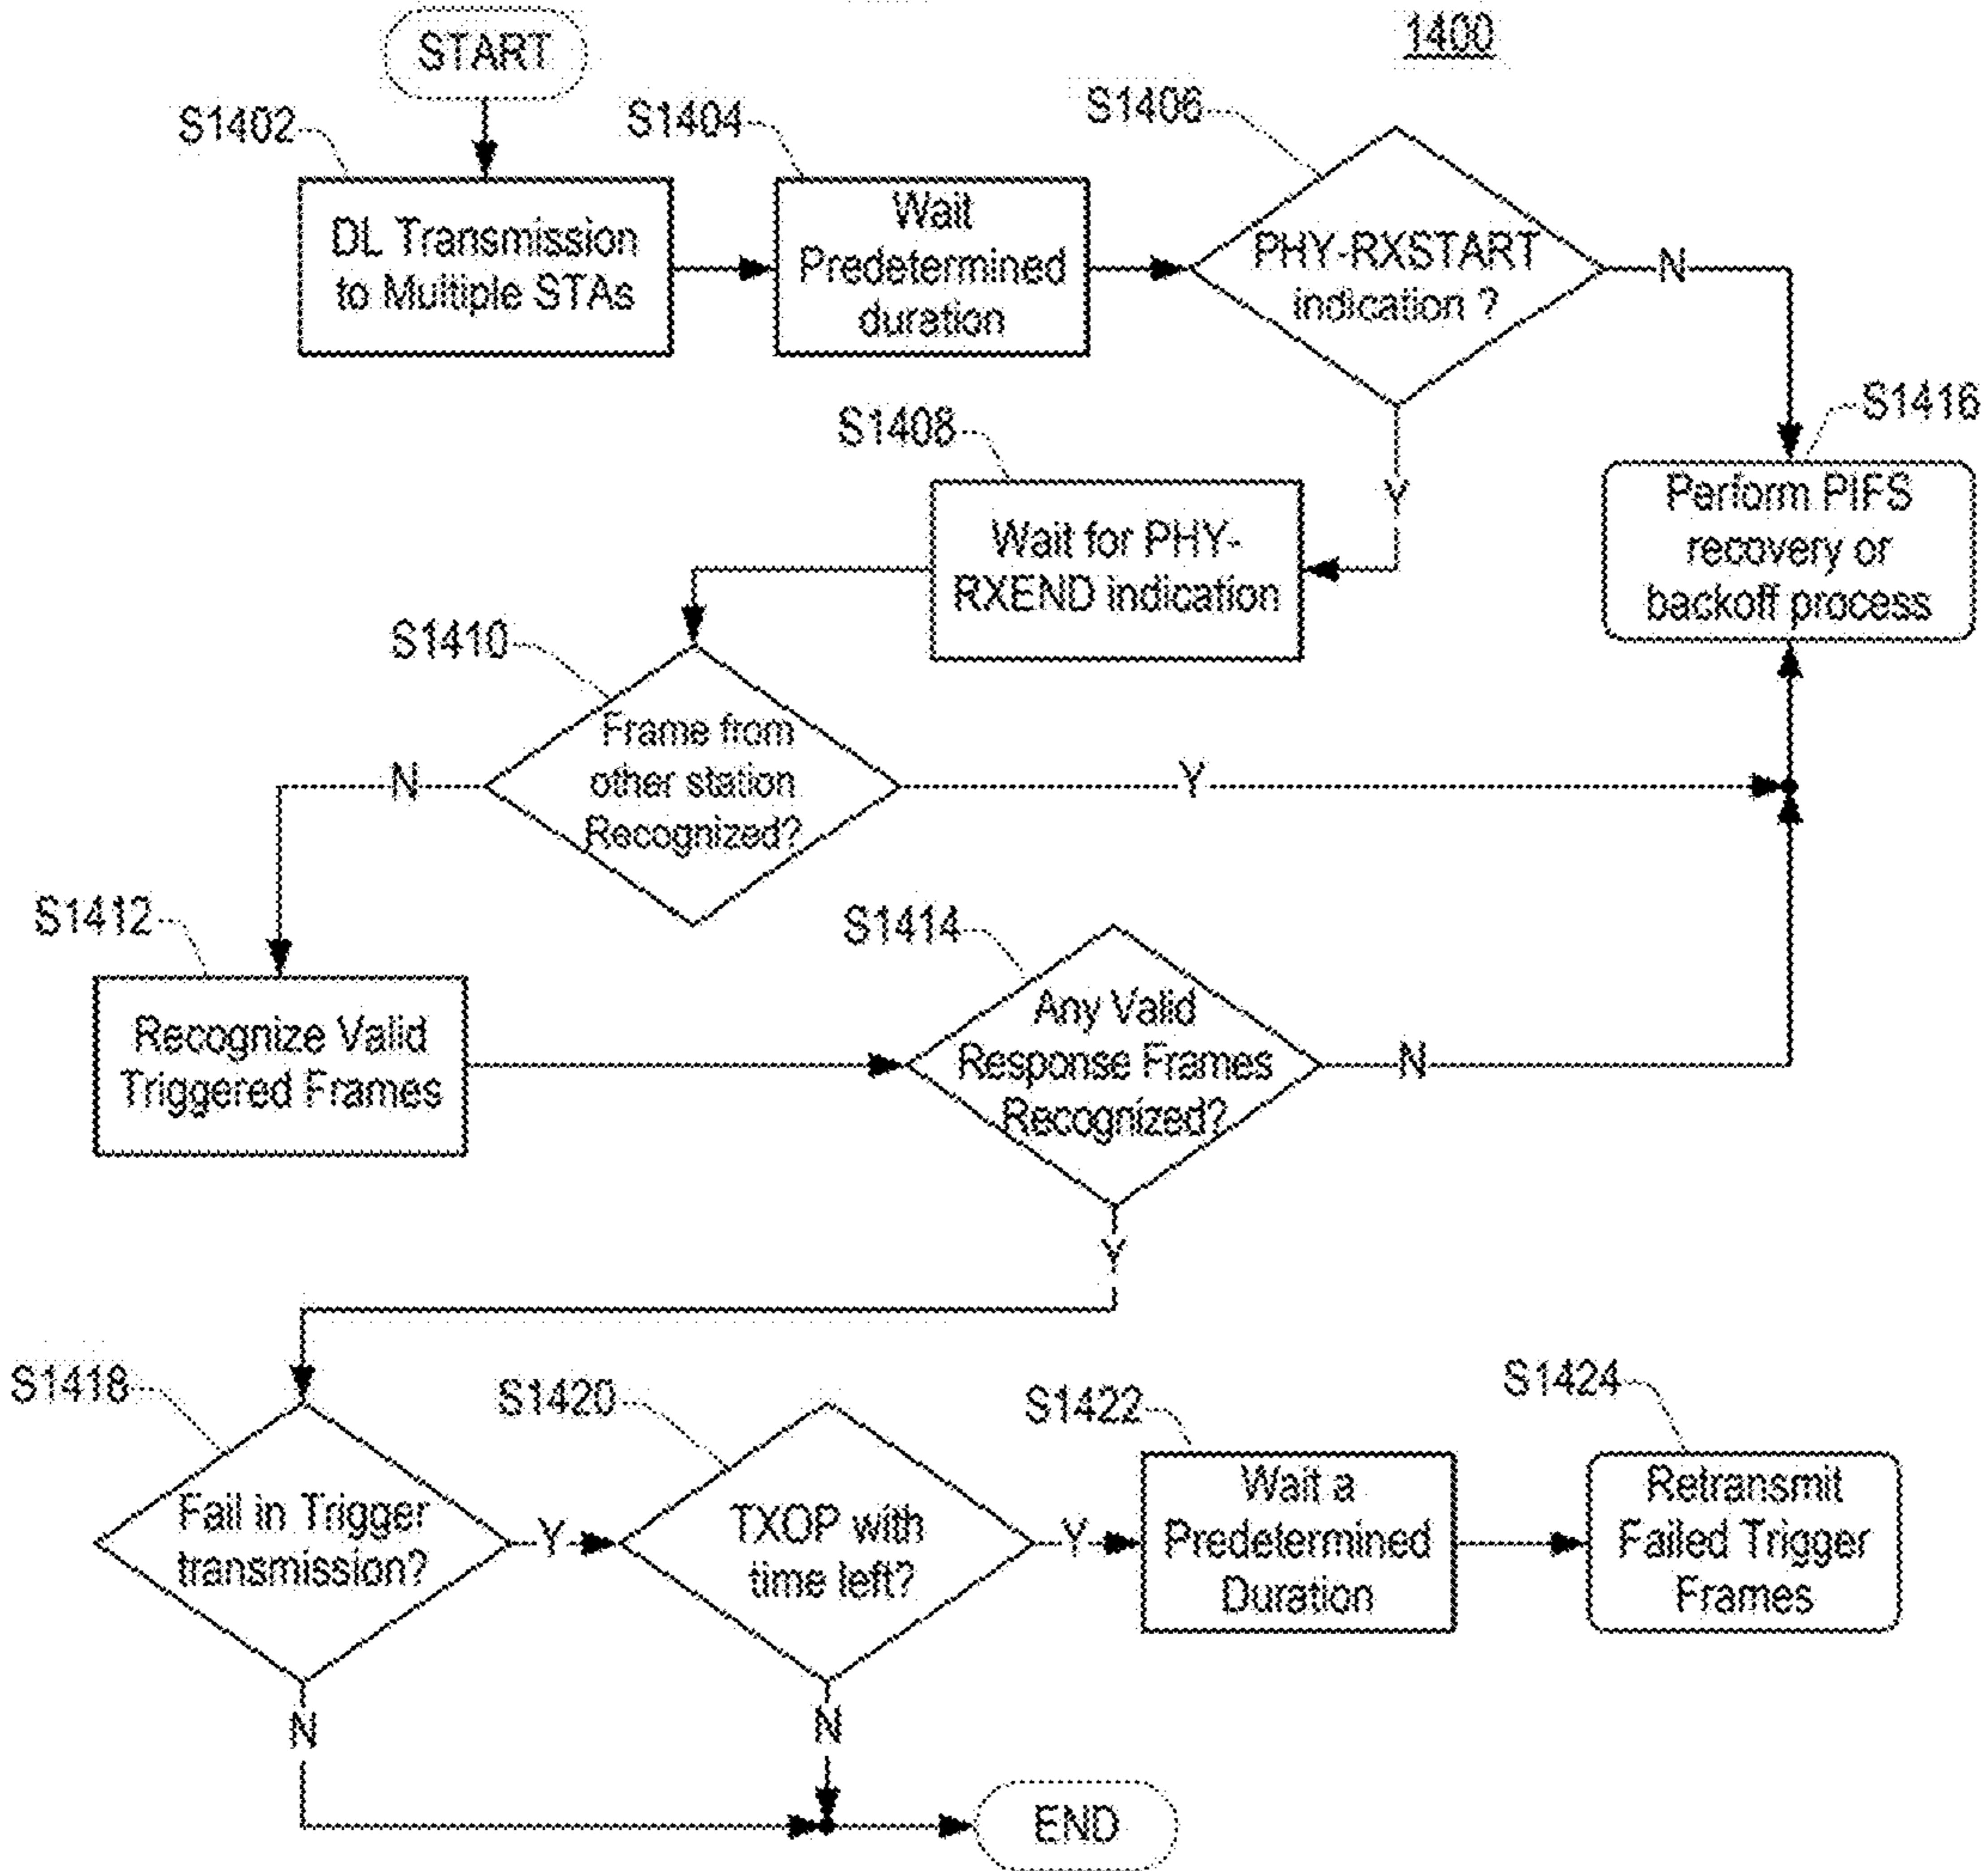 1400
START
S1402
DL Transmission
to Multiple STAs
S1404
Wait
Predetermined
duration
S1406
PHY-RXSTART
indication ?
N
Y
S1416
Perform PIFS
recovery or
backoff process
S1408
Wait for PHY-
RXEND indication
S1410
Frame from
other station
Recognized?
N
Y
S1412
Recognize Valid
Triggered Frames
S1414
Any Valid
Response Frames
Recognized?
N
Y
S1418
Fail in Trigger
transmission?
Y
N
S1420
TXOP with
time left?
Y
N
S1422
Wait a
Predetermined
Duration
S1424
Retransmit
Failed Trigger
Frames
END